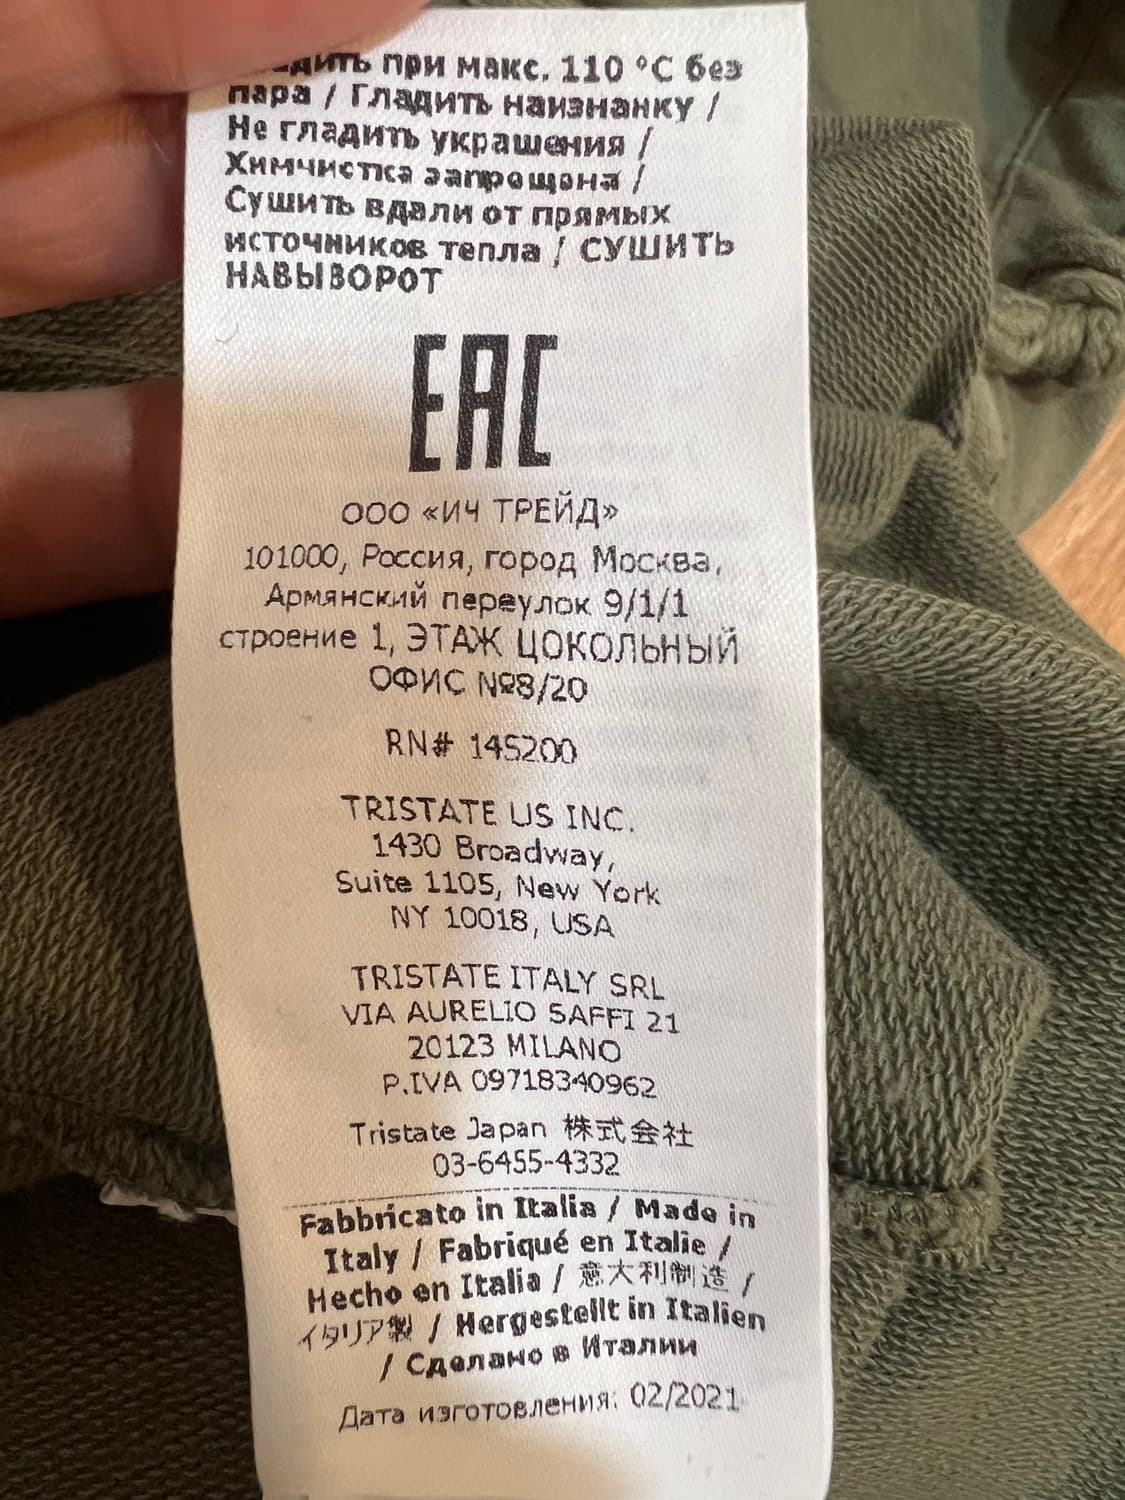 при макс. 110 °C без
пара / Гладить наизнанку /
Не гладить украшения /
Химчистка запрещена /
Сушить вдали от прямых
источников тепла / СУШИТЬ
НАВЫВОРОТ
EAC
ООО «ИЧ ТРЕЙД»
101000, Россия, город Москва,
Армянский переулок 9/1/1
строение 1, ЭТАЖ ЦОКОЛЬНЫЙ
ОФИС №8/20
RN# 145200
TRISTATE US INC.
1430 Broadway,
Suite 1105, New York
NY 10018, USA
TRISTATE ITALY SRL
VIA AURELIO SAFFI 21
20123 MILANO
P.IVA 09718340962
Tristate Japan 株式会社
03-6455-4332
Fabbricato in Italia / Made in
Italy / Fabriqué en Italie /
Hecho en Italia / 意大利制造 /
イタリア製 / Hergestellt in Italien
/ Сделано в Италии
Дата изготовления: 02/2021